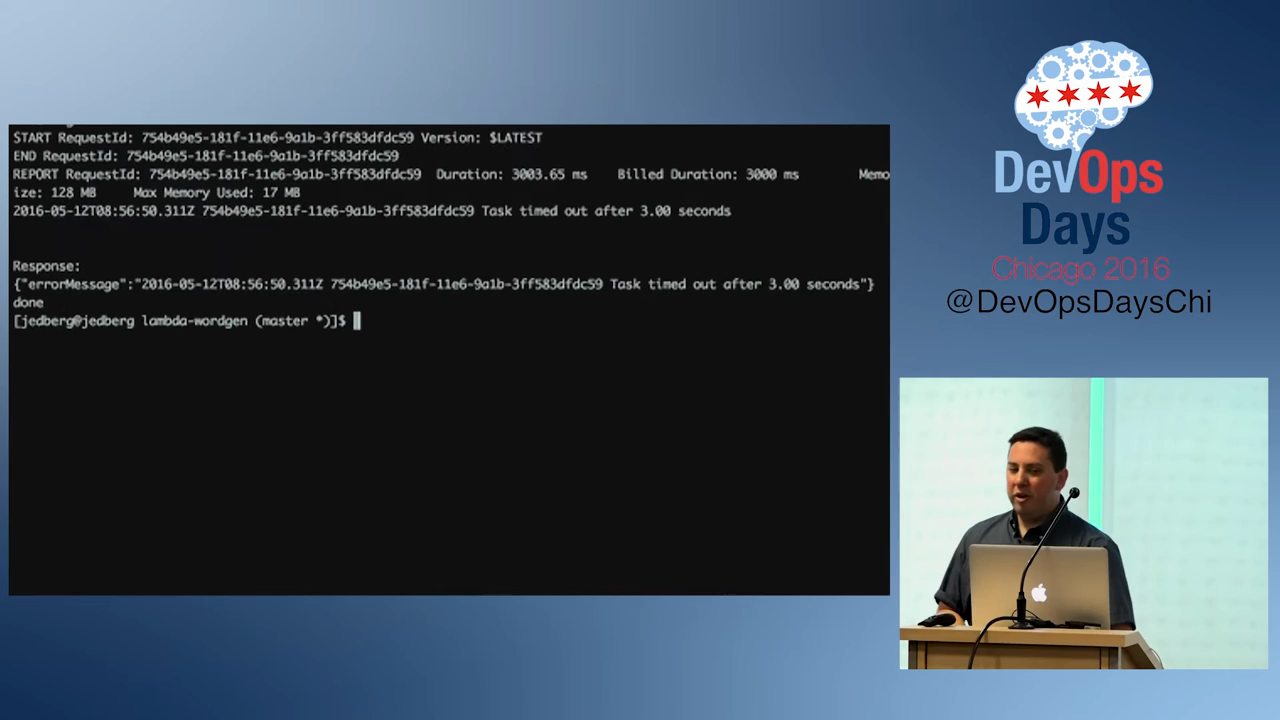 START RequestId: 754b49e5-181f-11e6-9a1b-3ff583dfdc59 Version: $LATEST
END RequestId: 754b49e5-181f-11e6-9a1b-3ff583dfdc59
REPORT RequestId: 754b49e5-181f-11e6-9a1b-3ff583dfdc59 Duration: 3003.65 ms Billed Duration: 3000 ms Memo
ize: 128 MB Max Memory Used: 17 MB
2016-05-12T08:56:50.311Z 754b49e5-181f-11e6-9a1b-3ff583dfdc59 Task timed out after 3.00 seconds
Response:
{"errorMessage":"2016-05-12T08:56:50.311Z 754b49e5-181f-11e6-9a1b-3ff583dfdc59 Task timed out after 3.00 seconds"}
done
[jedberg@jedberg lambda-wordgen (master *)]$
DevOps
Days
Chicago 2016
@DevOpsDaysChi